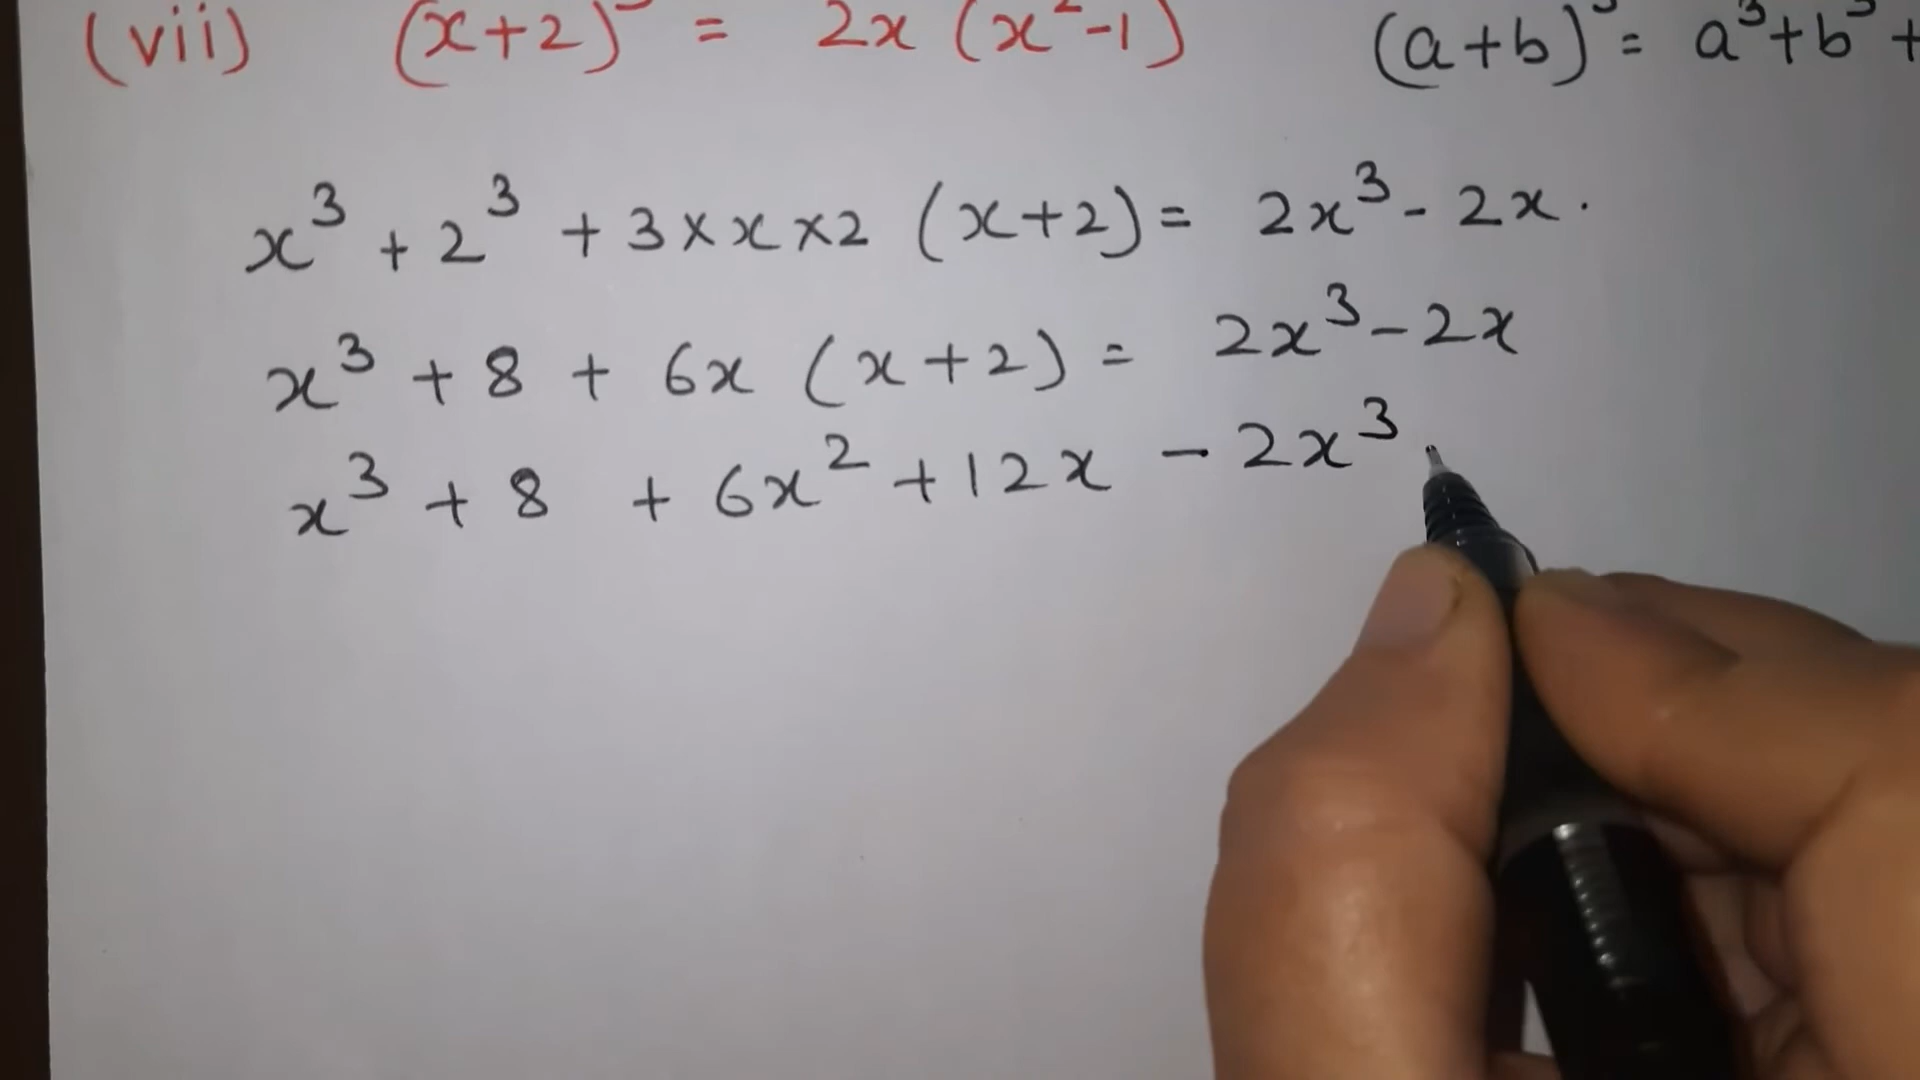 (vii) (x+2)³ = 2x (x²-1) (a+b)³ = a³+b³+
x³ + 2³ + 3 × x × 2 (x+2) = 2x³ - 2x.
x³ + 8 + 6x (x+2) = 2x³ - 2x
x³ + 8 + 6x² + 12x - 2x³